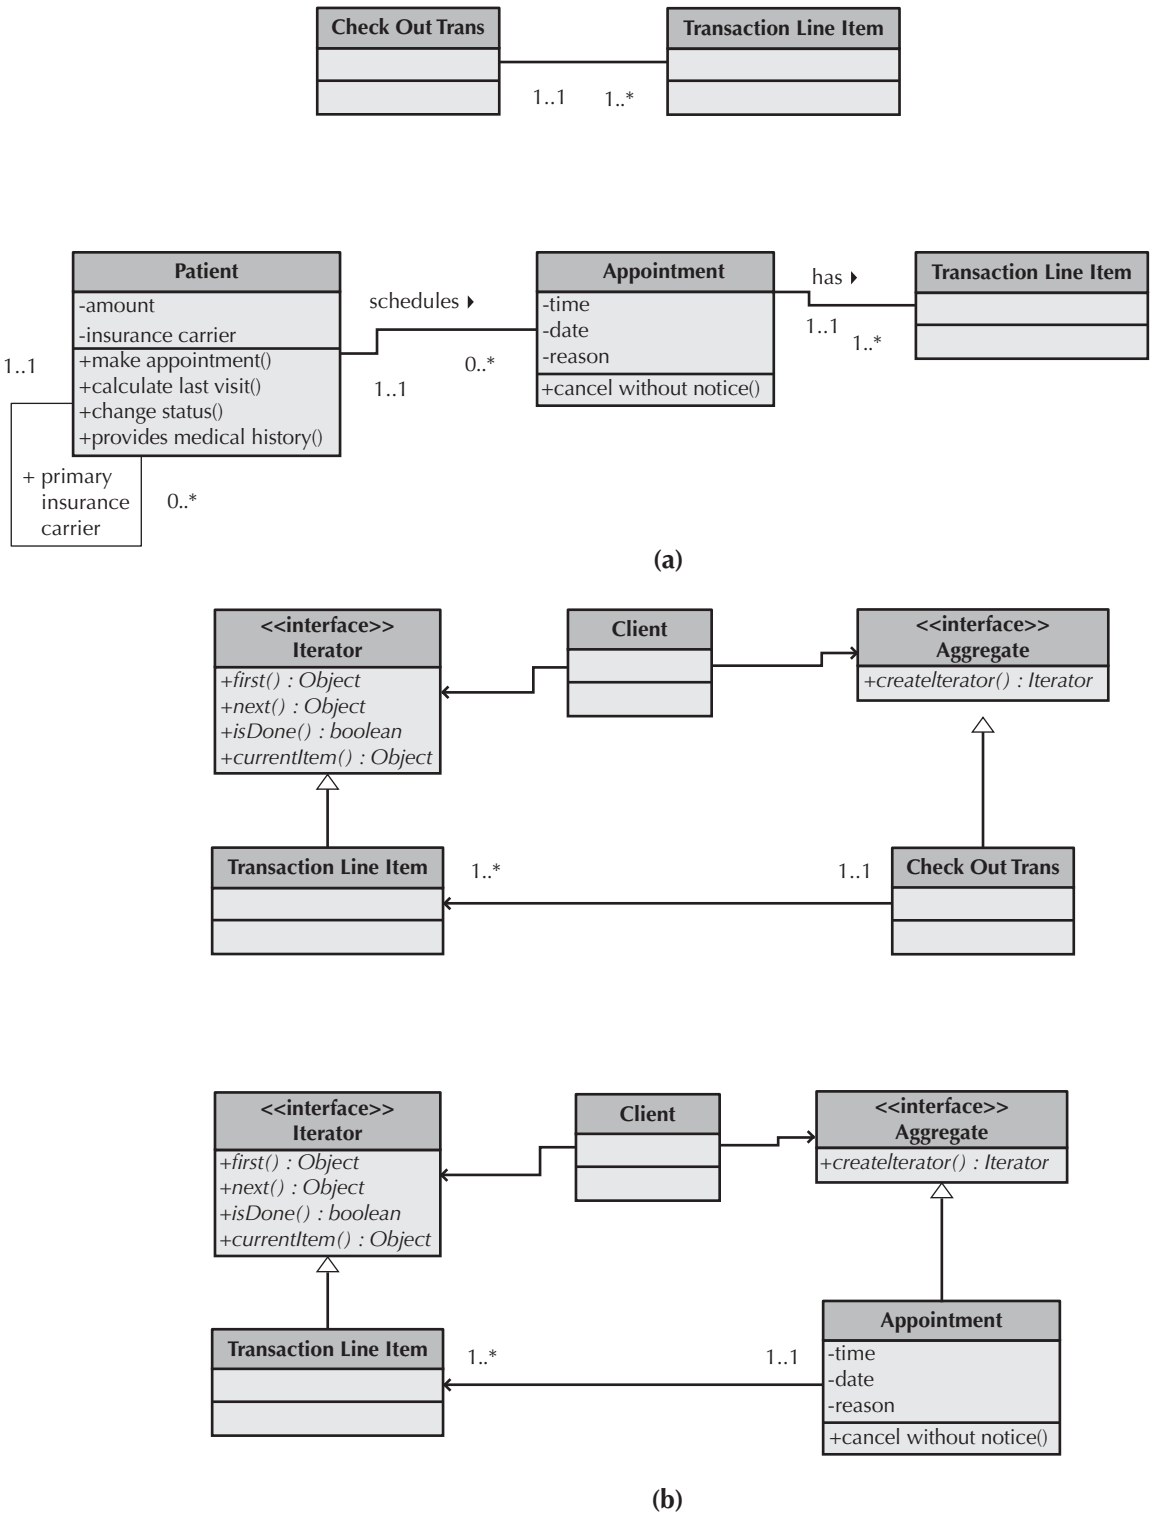 Check Out Trans
Transaction Line Item
1..1
1..*
Patient
-amount
-insurance carrier
+make appointment()
+calculate last visit()
+change status()
+provides medical history()
1..1
+ primary
insurance
carrier
0..*
schedules
1..1
0..*
Appointment
-time
-date
-reason
+cancel without notice()
has
1..1
1..*
Transaction Line Item
(a)
<<interface>>
Iterator
+first() : Object
+next() : Object
+isDone() : boolean
+currentItem() : Object
Client
<<interface>>
Aggregate
+createIterator() : Iterator
Transaction Line Item
1..*
1..1
Check Out Trans
<<interface>>
Iterator
+first() : Object
+next() : Object
+isDone() : boolean
+currentItem() : Object
Client
<<interface>>
Aggregate
+createIterator() : Iterator
Transaction Line Item
1..*
1..1
Appointment
-time
-date
-reason
+cancel without notice()
(b)